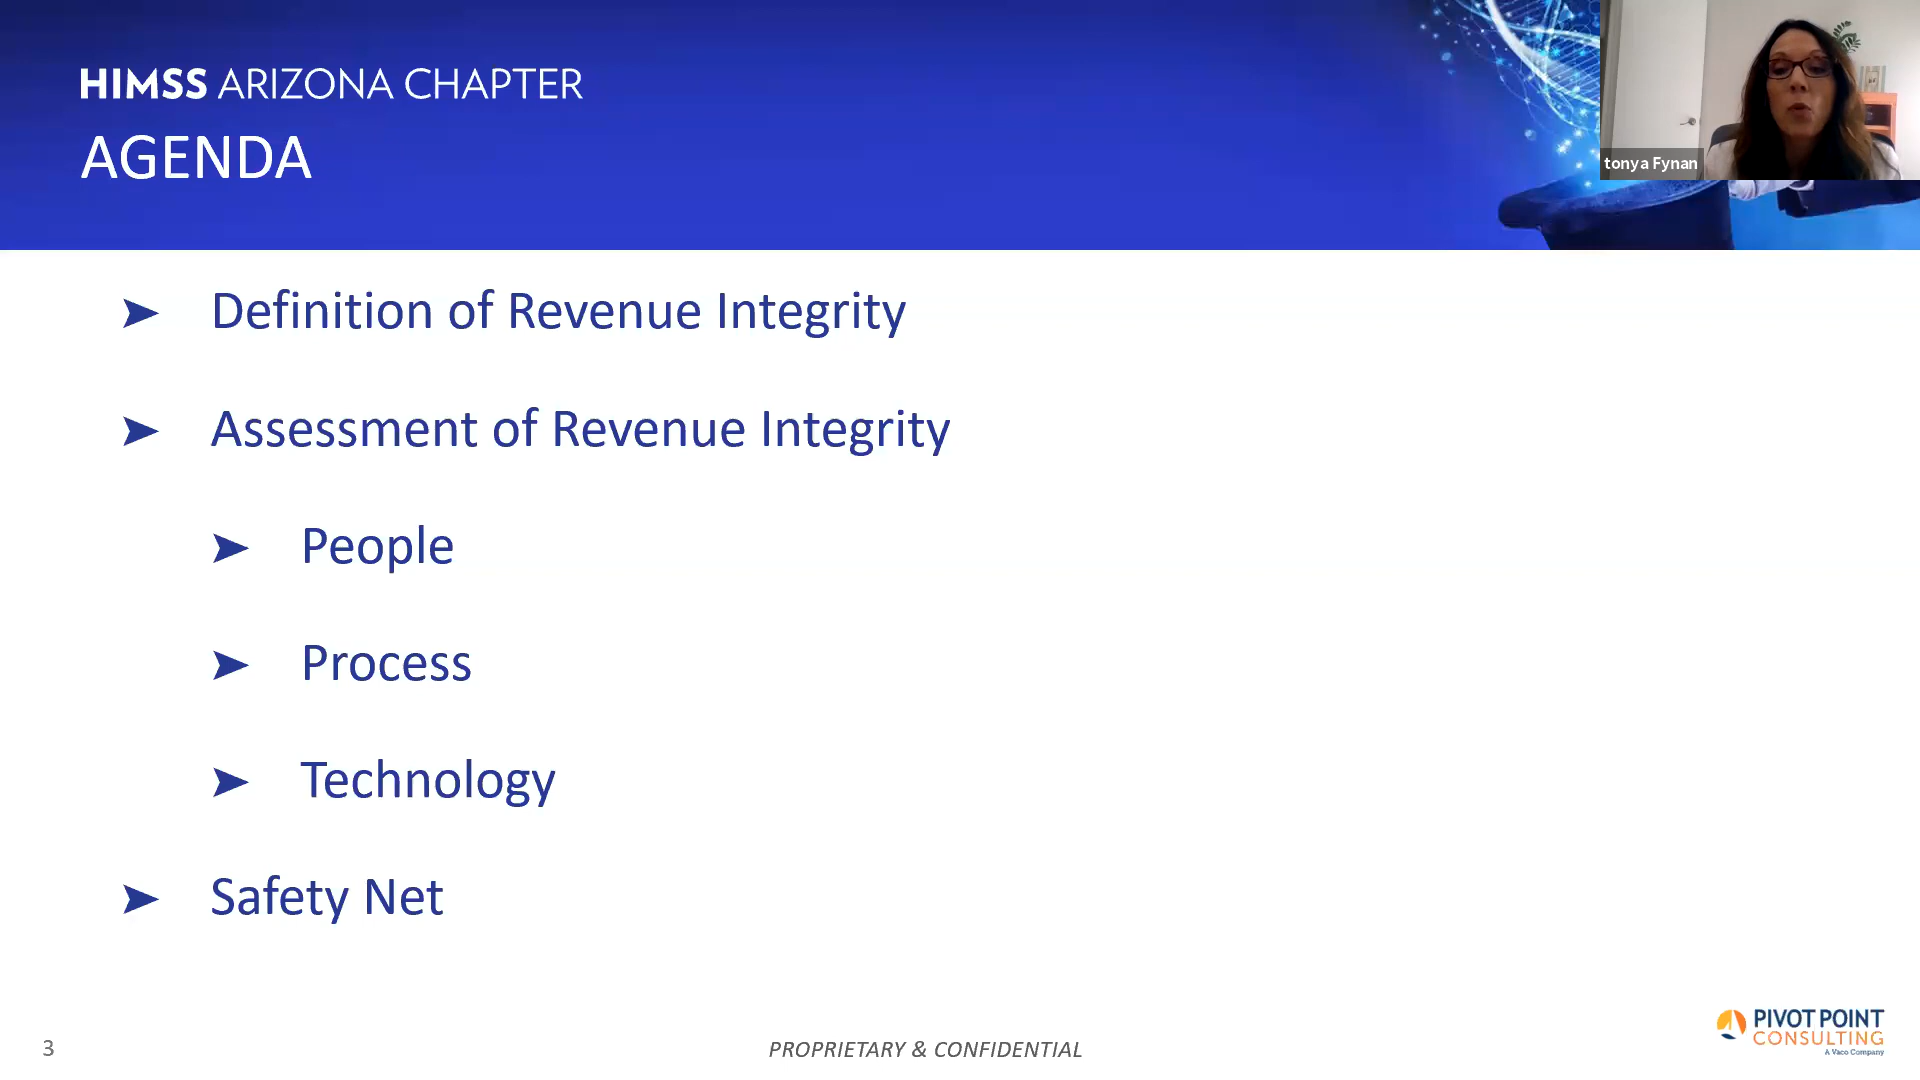 HIMSS ARIZONA CHAPTER
AGENDA
tonya Fynan
➤ Definition of Revenue Integrity
➤ Assessment of Revenue Integrity
➤ People
➤ Process
➤ Technology
➤ Safety Net
3
PROPRIETARY & CONFIDENTIAL
PIVOT POINT
CONSULTING
A Vaco Company